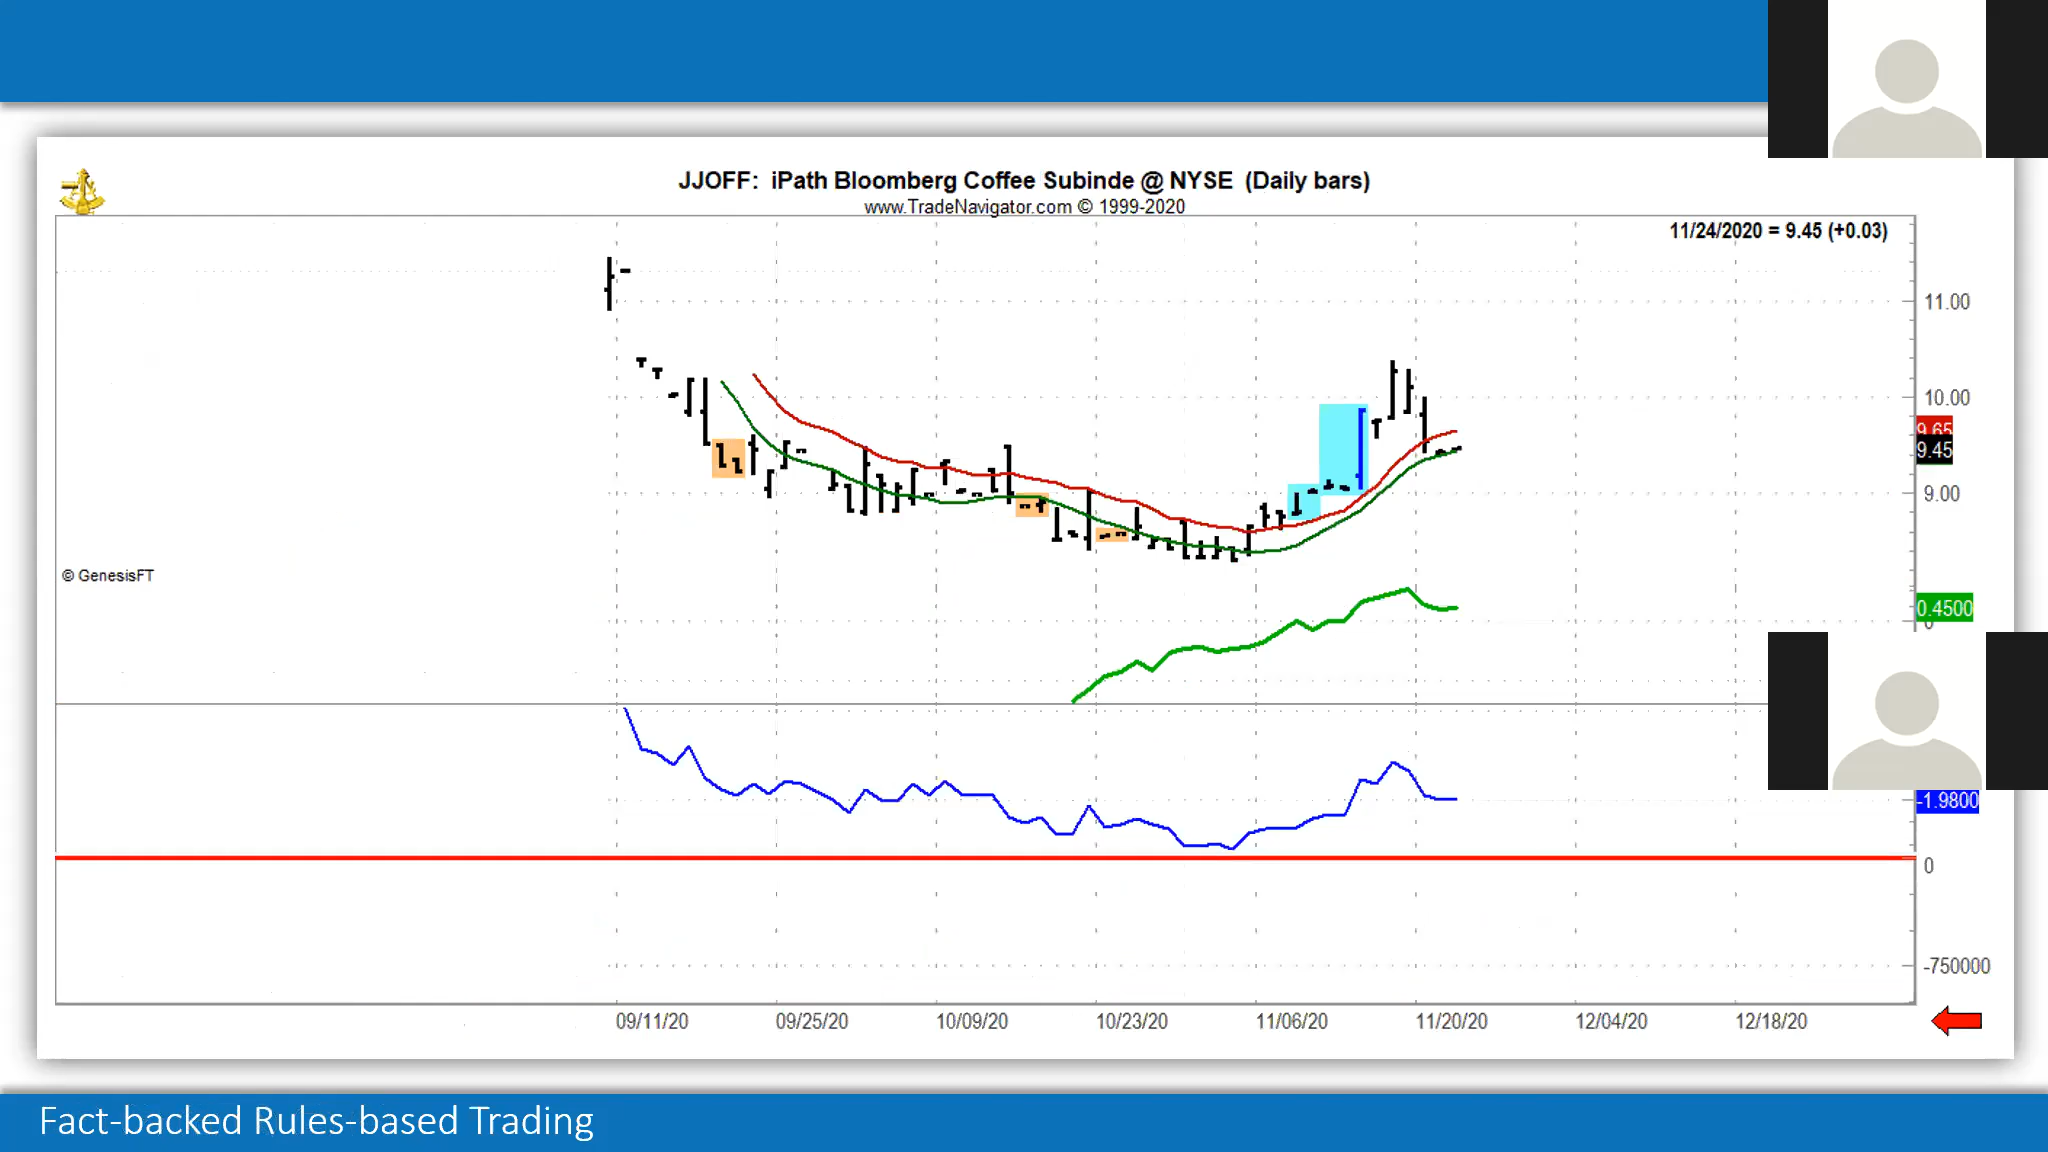 JJOFF: iPath Bloomberg Coffee Subinde @ NYSE (Daily bars)
www.TradeNavigator.com © 1999-2020
11/24/2020 = 9.45 (+0.03)
11.00
10.00
9.65
9.45
9.00
© GenesisFT
0.4500
0
-1.9800
0
-750000
09/11/20 09/25/20 10/09/20 10/23/20 11/06/20 11/20/20 12/04/20 12/18/20
Fact-backed Rules-based Trading